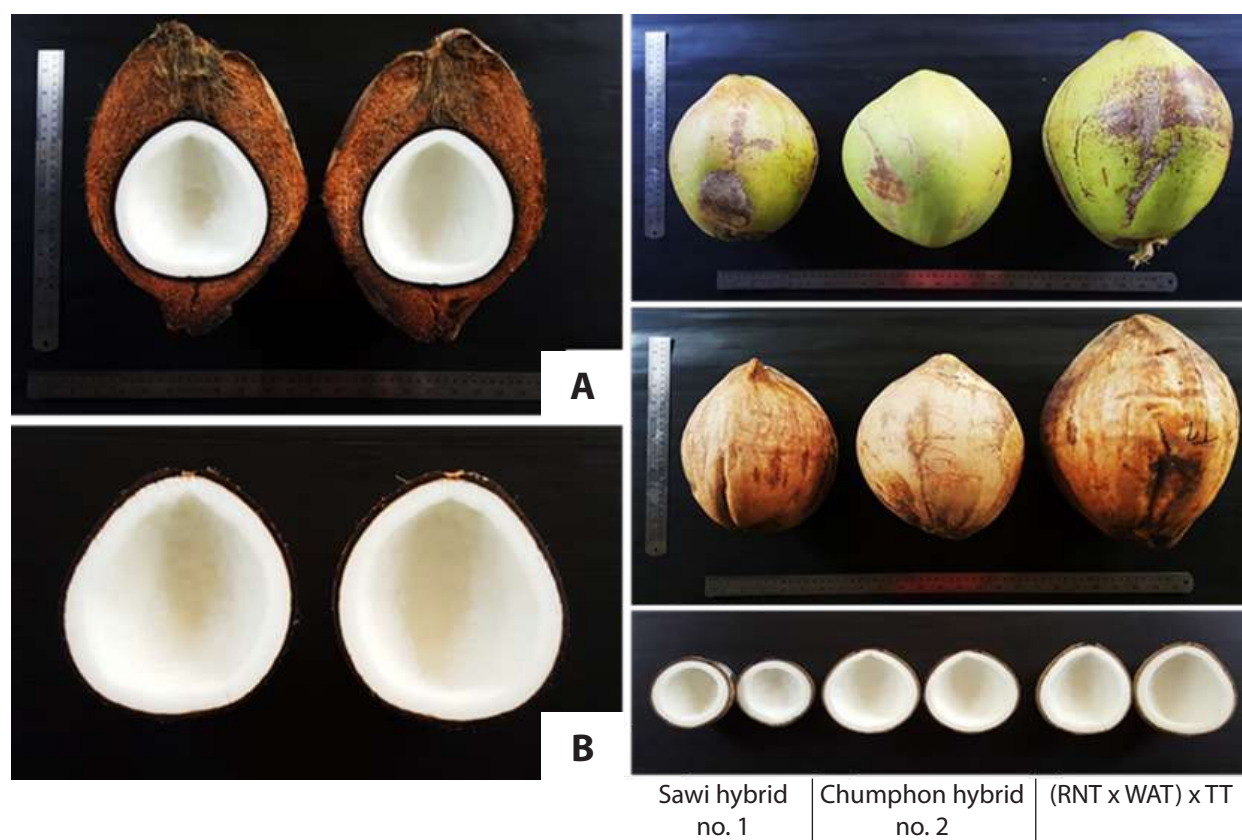 A
B
Sawi hybrid
no. 1
Chumphon hybrid
no. 2
(RNT x WAT) x TT